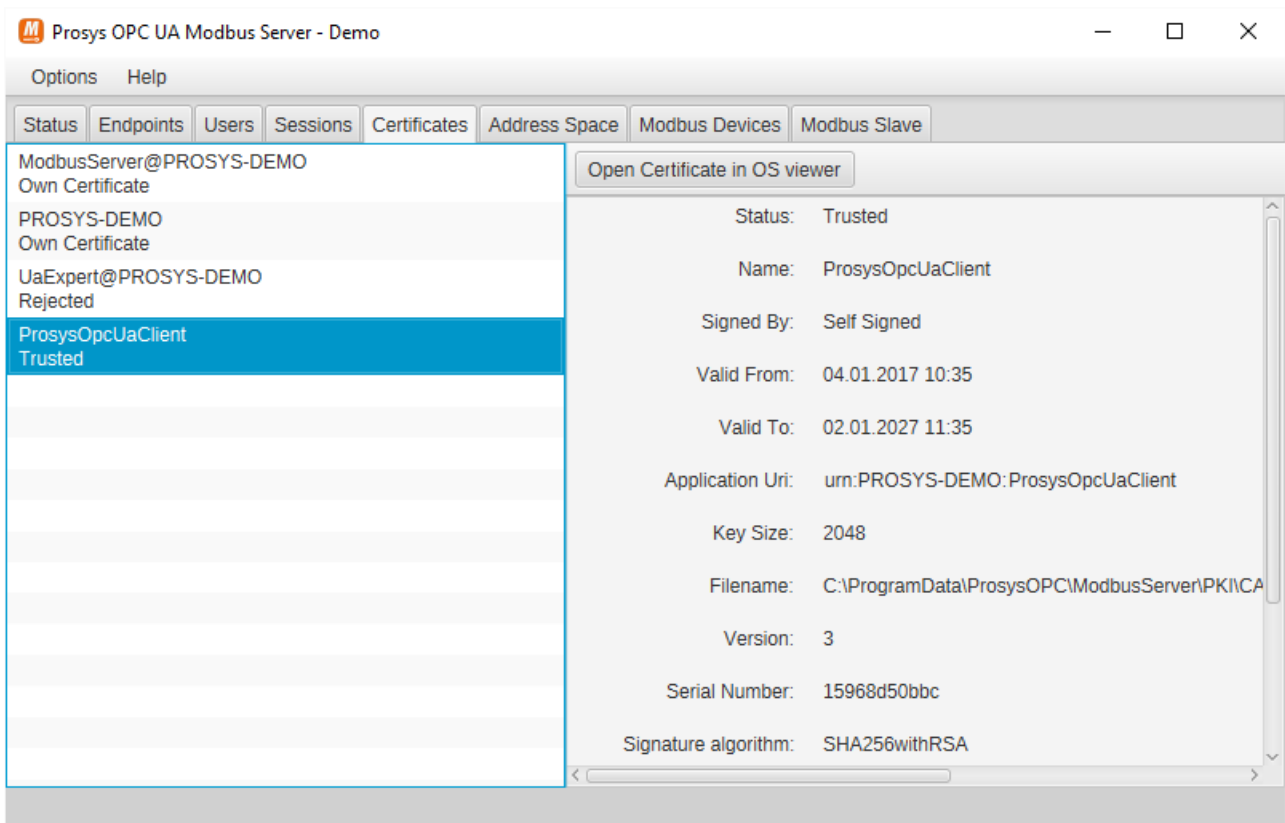 Prosys OPC UA Modbus Server - Demo
Options Help
Status Endpoints Users Sessions Certificates Address Space Modbus Devices Modbus Slave
ModbusServer@PROSYS-DEMO
Own Certificate
PROSYS-DEMO
Own Certificate
UaExpert@PROSYS-DEMO
Rejected
ProsysOpcUaClient
Trusted
Open Certificate in OS viewer
Status: Trusted
Name: ProsysOpcUaClient
Signed By: Self Signed
Valid From: 04.01.2017 10:35
Valid To: 02.01.2027 11:35
Application Uri: urn:PROSYS-DEMO:ProsysOpcUaClient
Key Size: 2048
Filename: C:\ProgramData\ProsysOPC\ModbusServer\PKI\CA
Version: 3
Serial Number: 15968d50bbc
Signature algorithm: SHA256withRSA